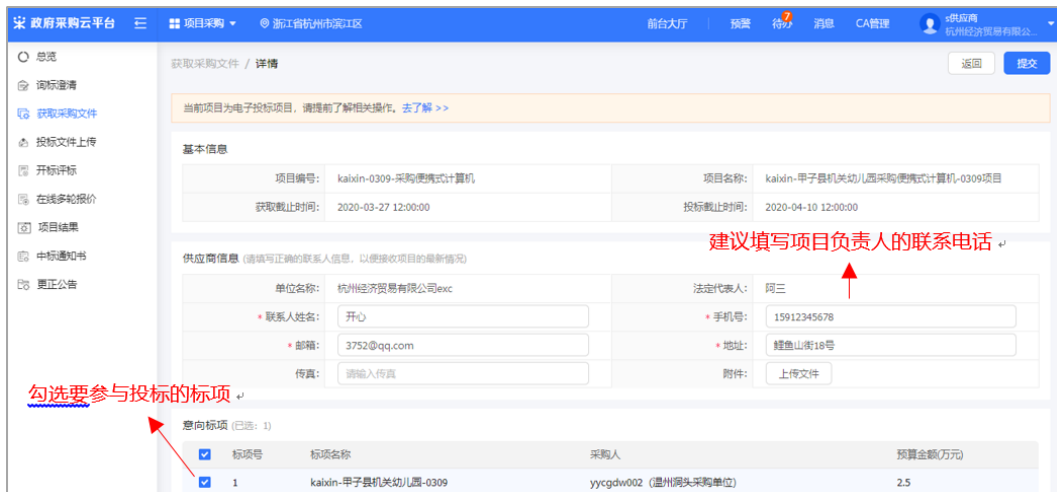 政府采购云平台 项目采购 浙江省杭州市滨江区 前台大厅 预警 待办 7 消息 CA管理 s供应商
杭州经济贸易有限公...
总览
询标澄清
获取采购文件
投标文件上传
开标评标
在线多轮报价
项目结果
中标通知书
更正公告
获取采购文件 / 详情 返回 提交
当前项目为电子投标项目，请提前了解相关操作。去了解 >>
基本信息
项目编号: kaixin-0309-采购便携式计算机 项目名称: kaixin-甲子县机关幼儿园采购便携式计算机-0309项目
获取截止时间: 2020-03-27 12:00:00 投标截止时间: 2020-04-10 12:00:00
建议填写项目负责人的联系电话
供应商信息 (请填写正确的联系人信息，以便接收项目的最新情况)
单位名称: 杭州经济贸易有限公司exc 法定代表人: 阿三
* 联系人姓名: 开心 * 手机号: 15912345678
* 邮箱: 3752@qq.com * 地址: 鲤鱼山街18号
传真: 请输入传真 附件: 上传文件
勾选要参与投标的标项
意向标项 (已选: 1)
标项号 标项名称 采购人 预算金额(万元)
1 kaixin-甲子县机关幼儿园-0309 yycgdw002（温州洞头采购单位） 2.5